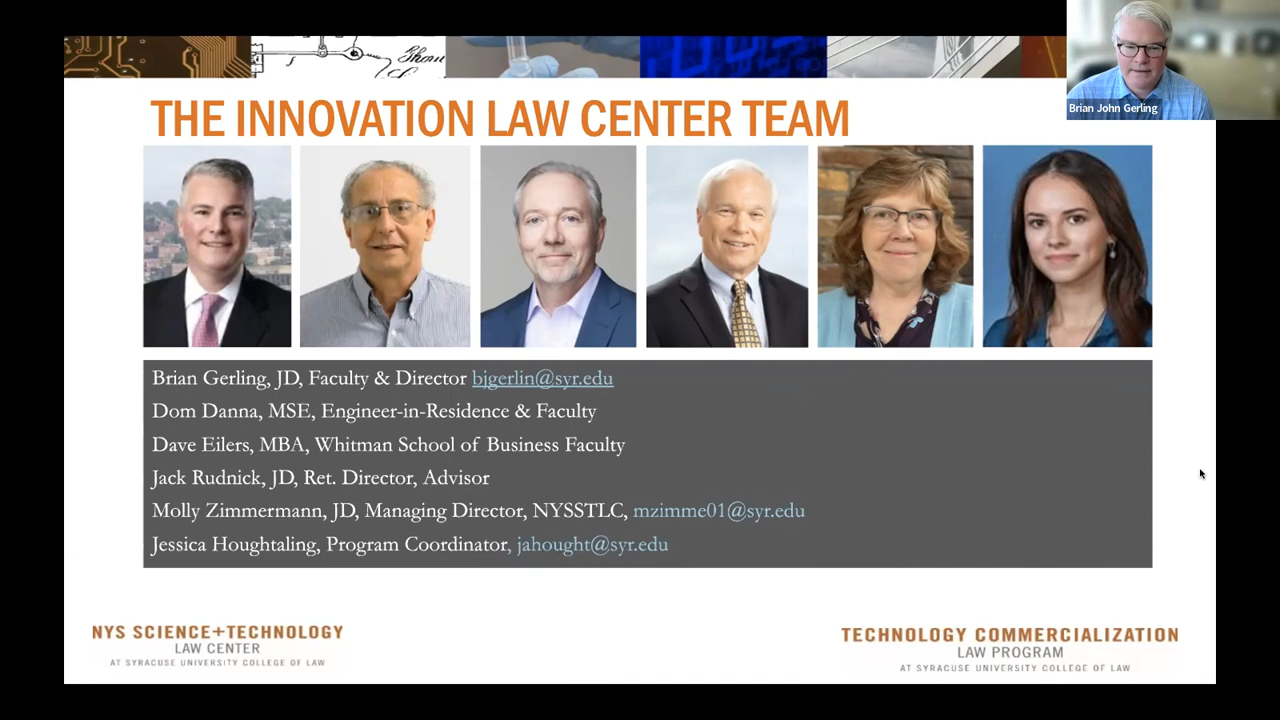 Brian John Gerling
THE INNOVATION LAW CENTER TEAM
Brian Gerling, JD, Faculty & Director bjgerlin@syr.edu
Dom Danna, MSE, Engineer-in-Residence & Faculty
Dave Eilers, MBA, Whitman School of Business Faculty
Jack Rudnick, JD, Ret. Director, Advisor
Molly Zimmermann, JD, Managing Director, NYSSTLC, mzimme01@syr.edu
Jessica Houghtaling, Program Coordinator, jahought@syr.edu
NYS SCIENCE+TECHNOLOGY
LAW CENTER
AT SYRACUSE UNIVERSITY COLLEGE OF LAW
TECHNOLOGY COMMERCIALIZATION
LAW PROGRAM
AT SYRACUSE UNIVERSITY COLLEGE OF LAW